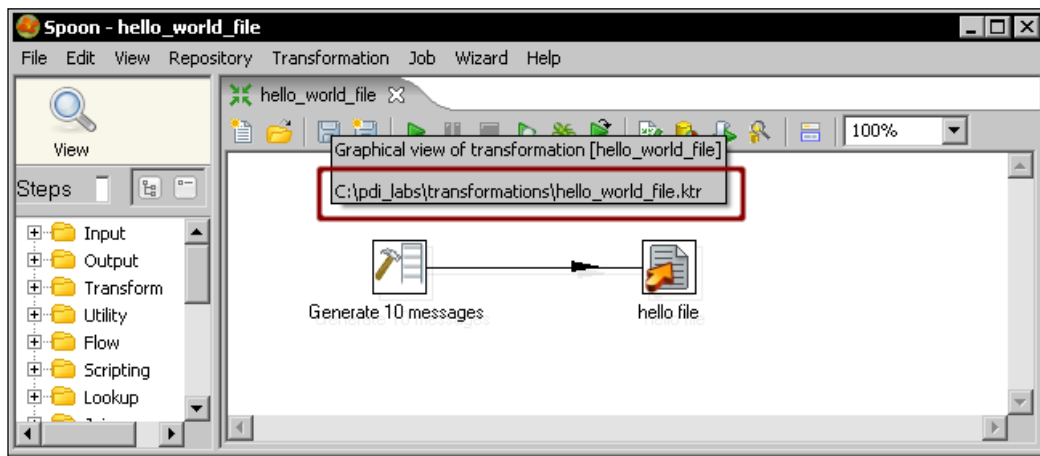 Spoon - hello_world_file
File Edit View Repository Transformation Job Wizard Help
View
hello_world_file
100%
Graphical view of transformation [hello_world_file]
C:\pdi_labs\transformations\hello_world_file.ktr
Steps
Input
Output
Transform
Utility
Flow
Scripting
Lookup
Generate 10 messages
hello file